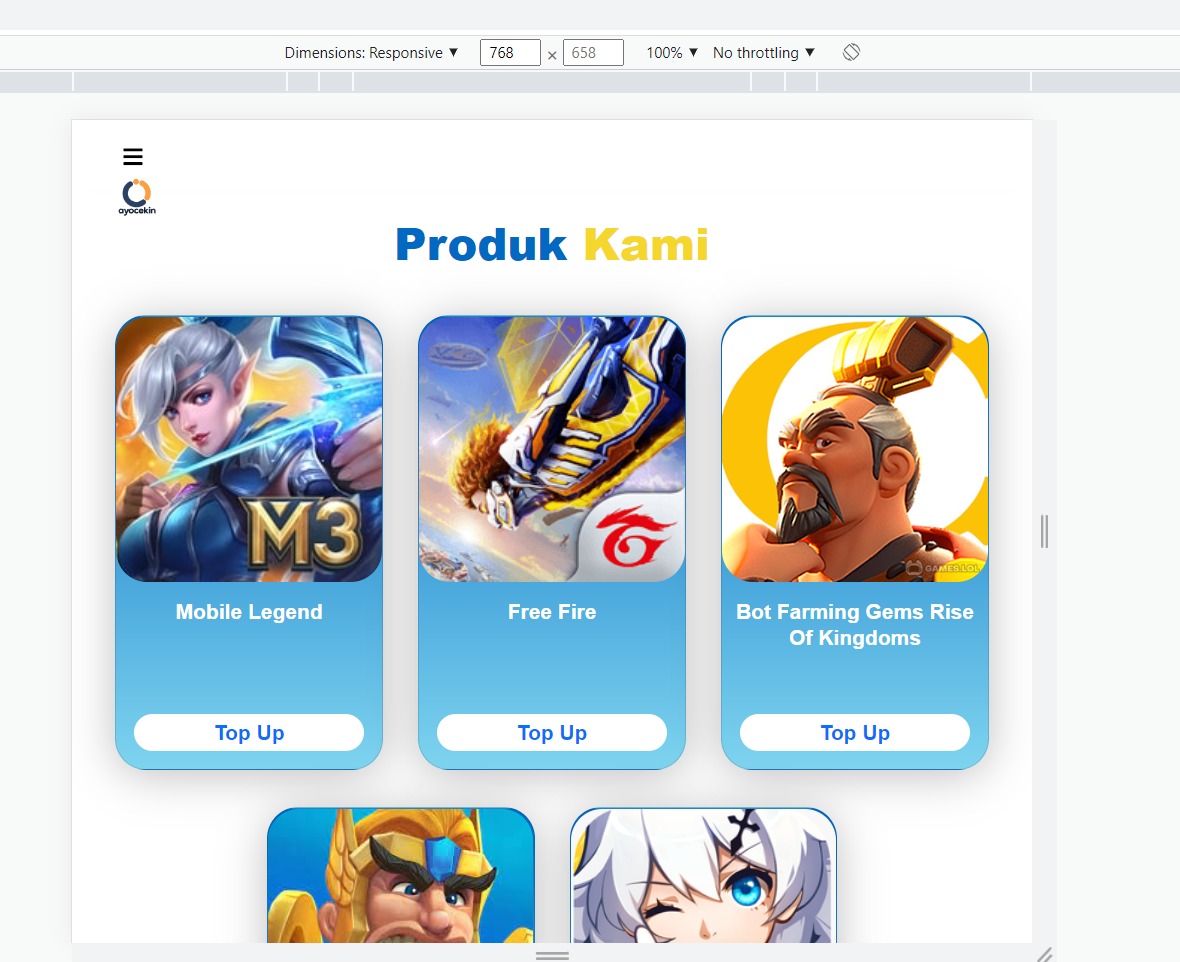 Dimensions: Responsive ▼ 768 × 658 100% ▼ No throttling ▼
ayocekin
Produk Kami
M3
GAMES.LOL
Mobile Legend
Free Fire
Bot Farming Gems Rise
Of Kingdoms
Top Up
Top Up
Top Up